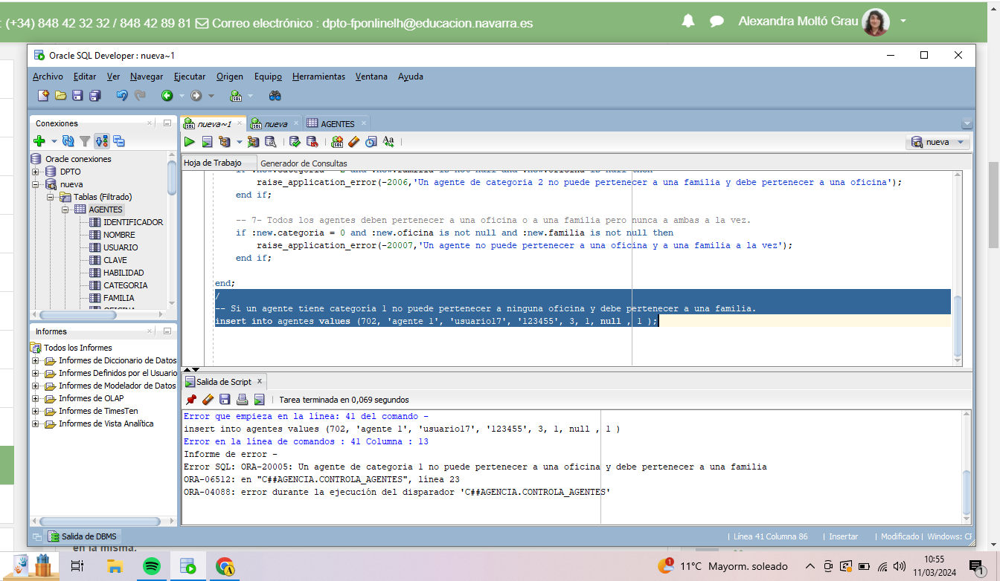 : (+34) 848 42 32 32 / 848 42 89 81 Correo electrónico : dpto-fponlinelh@educacion.navarra.es
Alexandra Moltó Grau
Oracle SQL Developer : nueva~1
Archivo Editar Ver Navegar Ejecutar Origen Equipo Herramientas Ventana Ayuda
Conexiones
nueva~1
nueva
AGENTES
nueva
Hoja de Trabajo
Generador de Consultas
Oracle conexiones
DPTO
nueva
Tablas (Filtrado)
AGENTES
IDENTIFICADOR
NOMBRE
USUARIO
CLAVE
HABILIDAD
CATEGORIA
FAMILIA
raise_application_error(-2006,'Un agente de categoria 2 no puede pertenecer a una familia y debe pertenecer a una oficina');
end if;
-- 7- Todos los agentes deben pertenecer a una oficina o a una familia pero nunca a ambas a la vez.
if :new.categoria = 0 and :new.oficina is not null and :new.familia is not null then
raise_application_error(-20007,'Un agente no puede pertenecer a una oficina y a una familia a la vez');
end if;
end;
/
-- Si un agente tiene categoria 1 no puede pertenecer a ninguna oficina y debe pertenecer a una familia.
insert into agentes values (702, 'agente 1', 'usuario17', '123455', 3, 1, null , 1 );
Informes
Todos los Informes
Informes de Diccionario de Datos
Informes Definidos por el Usuario
Informes de Modelador de Datos
Informes de OLAP
Informes de TimesTen
Informes de Vista Analítica
Salida de Script
Tarea terminada en 0,069 segundos
Error que empieza en la línea: 41 del comando -
insert into agentes values (702, 'agente 1', 'usuario17', '123455', 3, 1, null , 1 )
Error en la línea de comandos : 41 Columna : 13
Informe de error -
Error SQL: ORA-20005: Un agente de categoria 1 no puede pertenecer a una oficina y debe pertenecer a una familia
ORA-06512: en "C##AGENCIA.CONTROLA_AGENTES", línea 23
ORA-04088: error durante la ejecución del disparador 'C##AGENCIA.CONTROLA_AGENTES'
Salida de DBMS
Línea 41 Columna 86 | Insertar | Modificado | Windows: CR
en la misma.
11°C Mayorm. soleado
10:55
11/03/2024